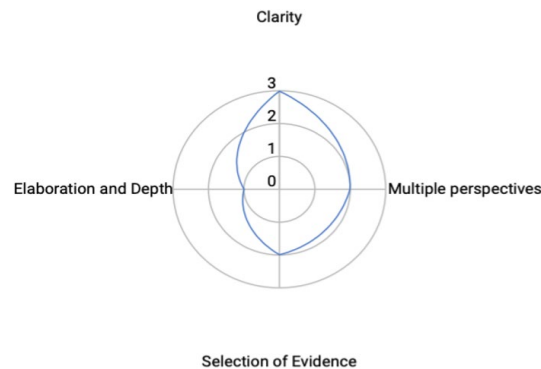 Clarity
3
2
1
0
Elaboration and Depth
Multiple perspectives
Selection of Evidence